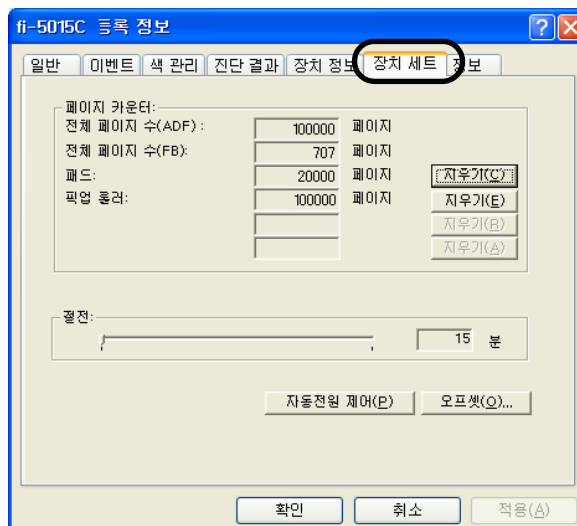 fi-5015C 등록 정보
일반 이벤트 색 관리 진단 결과 장치 정보 장치 세트 정보
페이지 카운터:
전체 페이지 수(ADF) : 100000 페이지
전체 페이지 수(FB): 707 페이지
패드: 20000 페이지 지우기(C)
픽업 롤러: 100000 페이지 지우기(E)
지우기(R)
지우기(A)
절전:
15 분
자동전원 제어(P) 오프셋(O)...
확인 취소 적용(A)